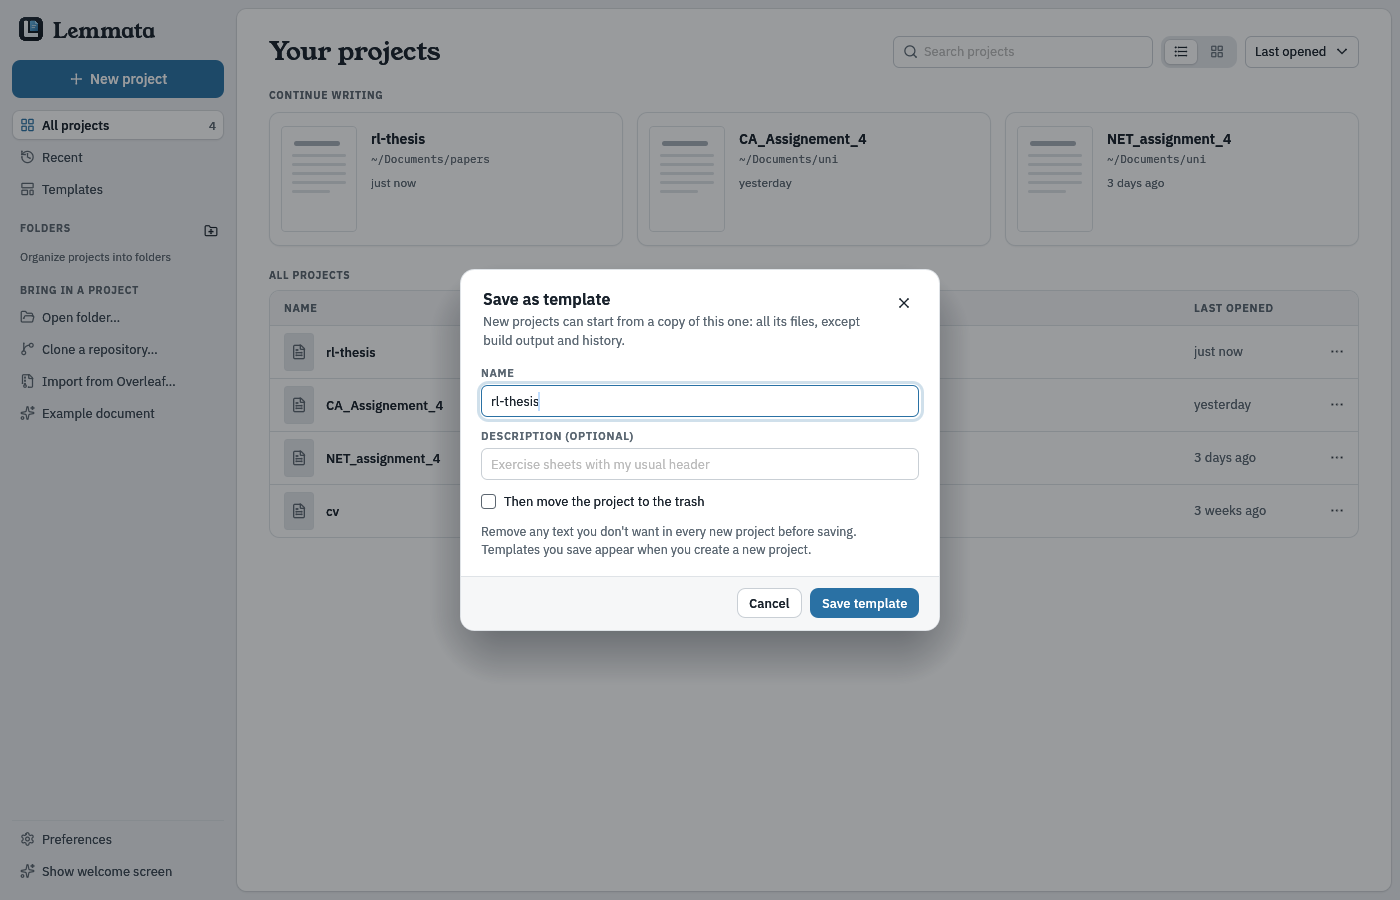 Lemmata
New project
All projects 4
Recent
Templates
FOLDERS
Organize projects into folders
BRING IN A PROJECT
Open folder...
Clone a repository...
Import from Overleaf...
Example document
Preferences
Show welcome screen
Your projects
Search projects
Last opened
CONTINUE WRITING
rl-thesis
~/Documents/papers
just now
CA_Assignement_4
~/Documents/uni
yesterday
NET_assignment_4
~/Documents/uni
3 days ago
ALL PROJECTS
NAME LAST OPENED
rl-thesis just now
CA_Assignement_4 yesterday
NET_assignment_4 3 days ago
cv 3 weeks ago
Save as template
New projects can start from a copy of this one: all its files, except
build output and history.
NAME
rl-thesis
DESCRIPTION (OPTIONAL)
Exercise sheets with my usual header
Then move the project to the trash
Remove any text you don't want in every new project before saving.
Templates you save appear when you create a new project.
Cancel Save template